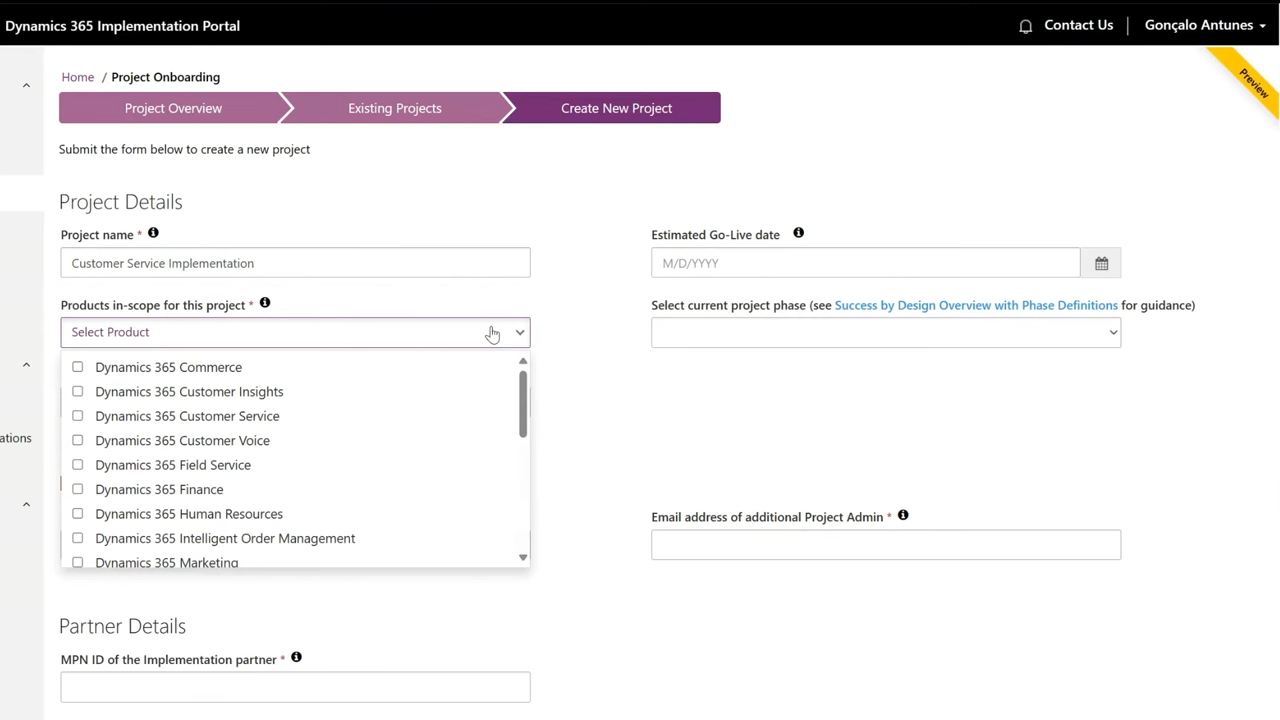 Dynamics 365 Implementation Portal
Contact Us
Gonçalo Antunes
Preview
Home / Project Onboarding
Project Overview
Existing Projects
Create New Project
Submit the form below to create a new project
Project Details
Project name *
Estimated Go-Live date
Customer Service Implementation
M/D/YYYY
Products in-scope for this project *
Select current project phase (see Success by Design Overview with Phase Definitions for guidance)
Select Product
Dynamics 365 Commerce
Dynamics 365 Customer Insights
Dynamics 365 Customer Service
ations
Dynamics 365 Customer Voice
Dynamics 365 Field Service
Dynamics 365 Finance
Dynamics 365 Human Resources
Email address of additional Project Admin *
Dynamics 365 Intelligent Order Management
Dynamics 365 Marketing
Partner Details
MPN ID of the Implementation partner *